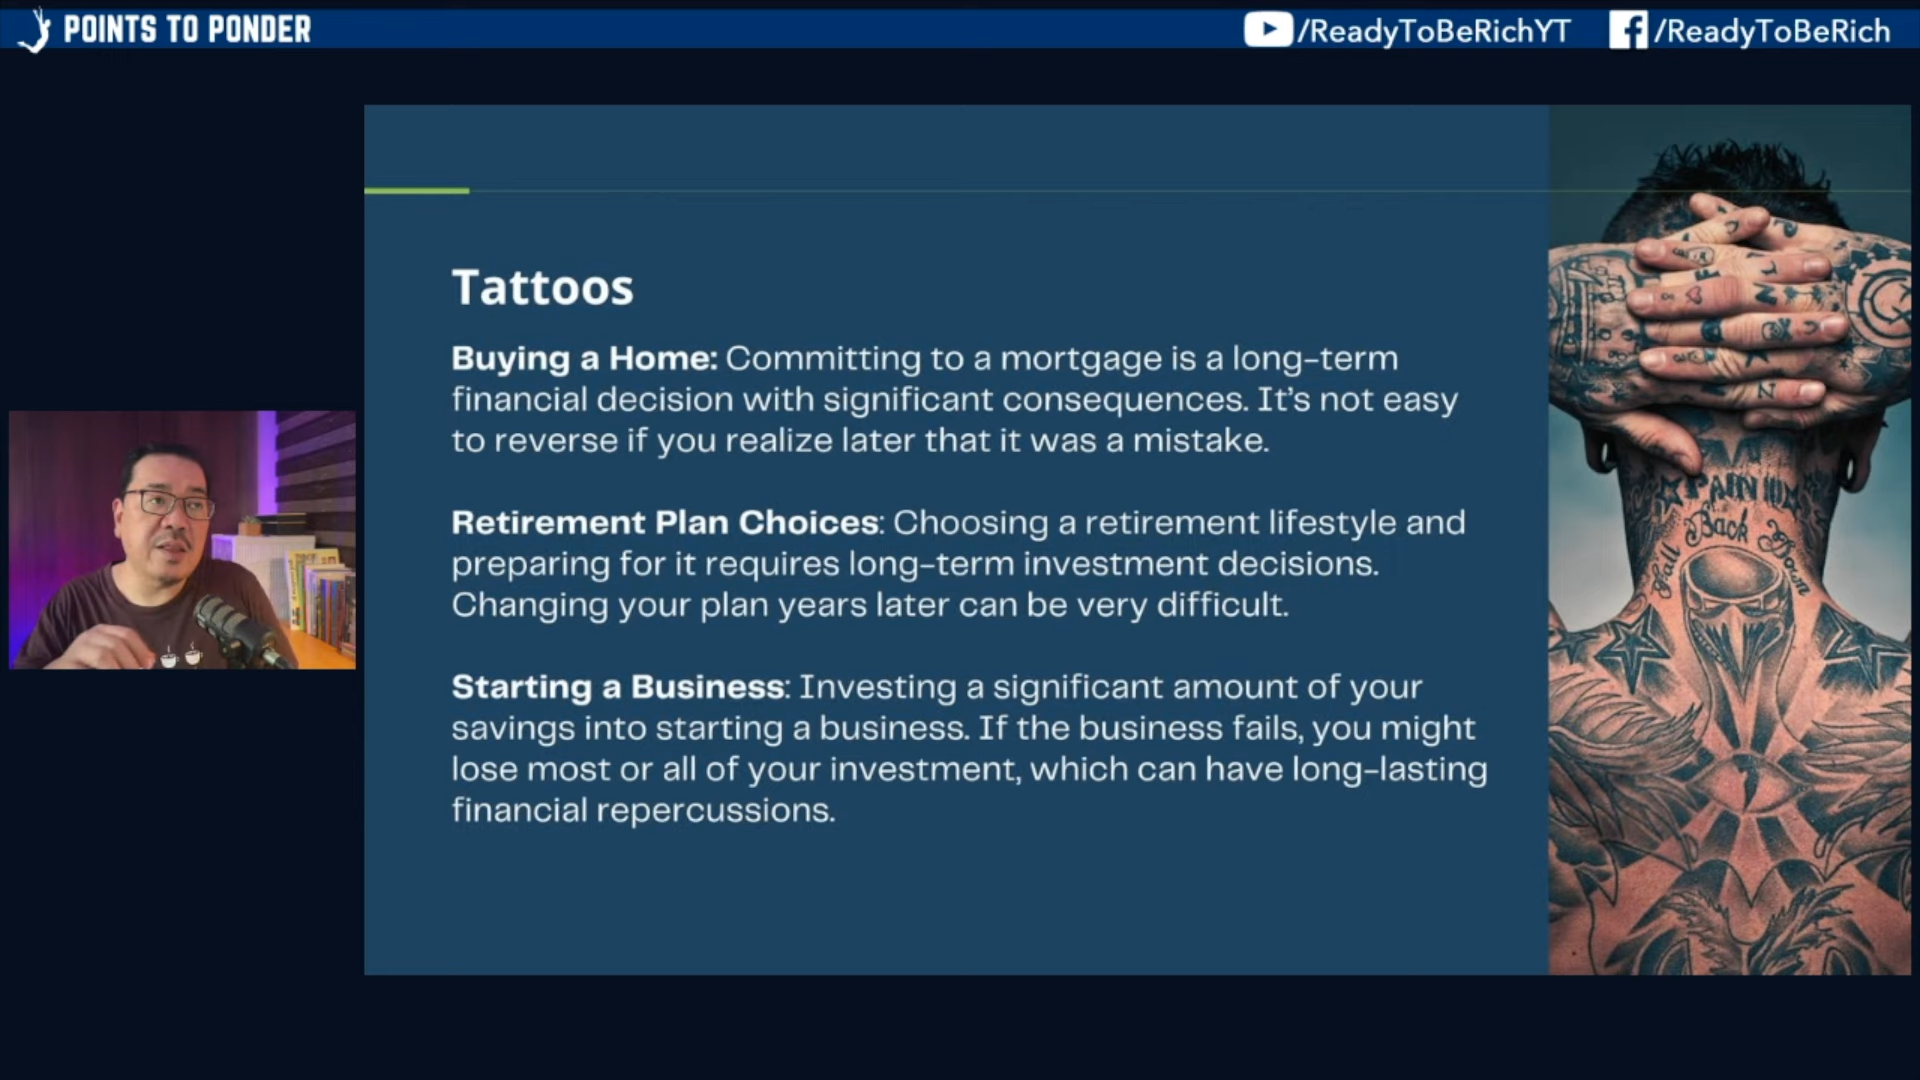 POINTS TO PONDER
/ReadyToBeRichYT
/ReadyToBeRich
Tattoos
Buying a Home: Committing to a mortgage is a long-term
financial decision with significant consequences. It's not easy
to reverse if you realize later that it was a mistake.
Retirement Plan Choices: Choosing a retirement lifestyle and
preparing for it requires long-term investment decisions.
Changing your plan years later can be very difficult.
Starting a Business: Investing a significant amount of your
savings into starting a business. If the business fails, you might
lose most or all of your investment, which can have long-lasting
financial repercussions.
Back Down